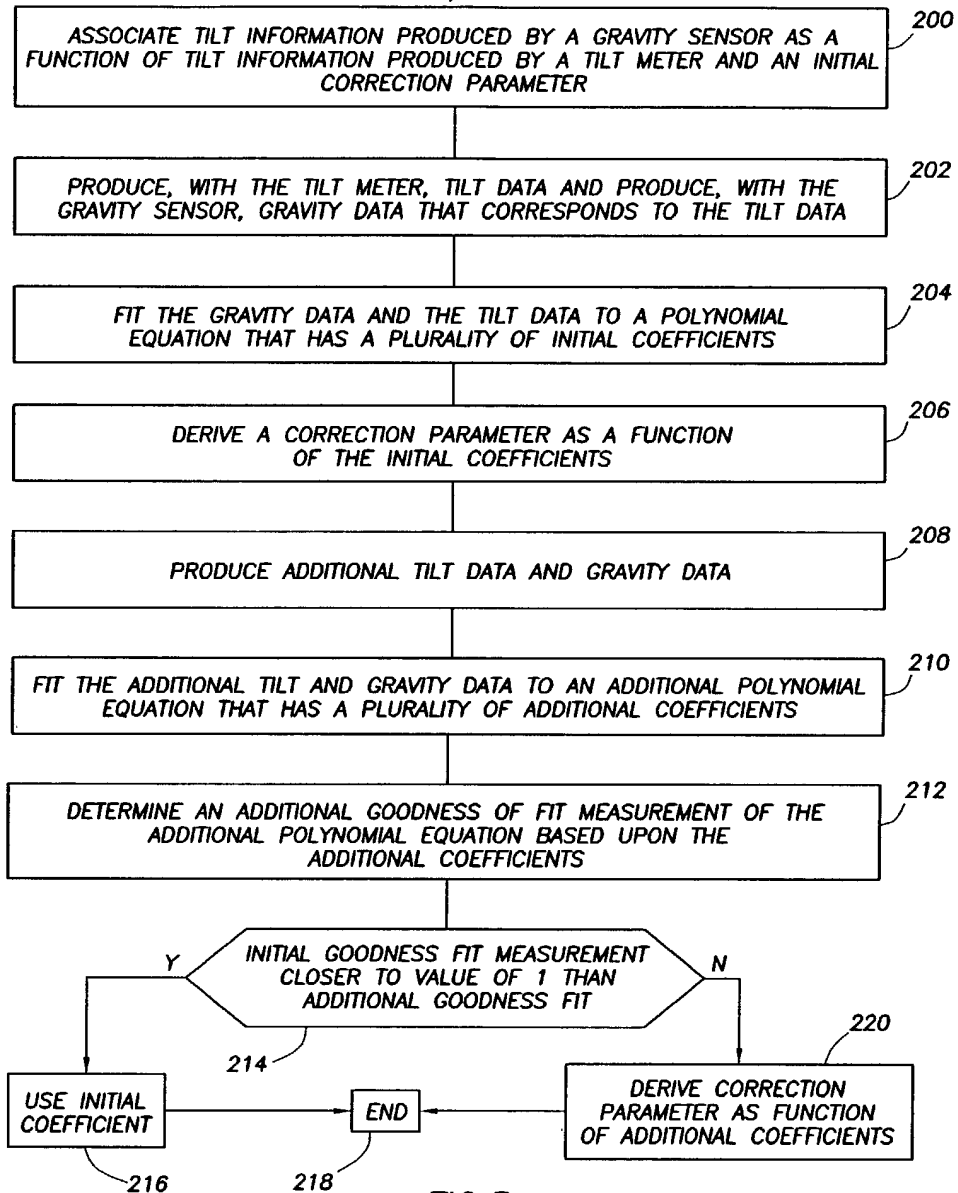 200
ASSOCIATE TILT INFORMATION PRODUCED BY A GRAVITY SENSOR AS A
FUNCTION OF TILT INFORMATION PRODUCED BY A TILT METER AND AN INITIAL
CORRECTION PARAMETER
202
PRODUCE, WITH THE TILT METER, TILT DATA AND PRODUCE, WITH THE
GRAVITY SENSOR, GRAVITY DATA THAT CORRESPONDS TO THE TILT DATA
204
FIT THE GRAVITY DATA AND THE TILT DATA TO A POLYNOMIAL
EQUATION THAT HAS A PLURALITY OF INITIAL COEFFICIENTS
206
DERIVE A CORRECTION PARAMETER AS A FUNCTION
OF THE INITIAL COEFFICIENTS
208
PRODUCE ADDITIONAL TILT DATA AND GRAVITY DATA
210
FIT THE ADDITIONAL TILT AND GRAVITY DATA TO AN ADDITIONAL POLYNOMIAL
EQUATION THAT HAS A PLURALITY OF ADDITIONAL COEFFICIENTS
212
DETERMINE AN ADDITIONAL GOODNESS OF FIT MEASUREMENT OF THE
ADDITIONAL POLYNOMIAL EQUATION BASED UPON THE
ADDITIONAL COEFFICIENTS
Y
INITIAL GOODNESS FIT MEASUREMENT
CLOSER TO VALUE OF 1 THAN
ADDITIONAL GOODNESS FIT
N
214
220
USE INITIAL
COEFFICIENT
END
DERIVE CORRECTION
PARAMETER AS FUNCTION
OF ADDITIONAL COEFFICIENTS
216
218